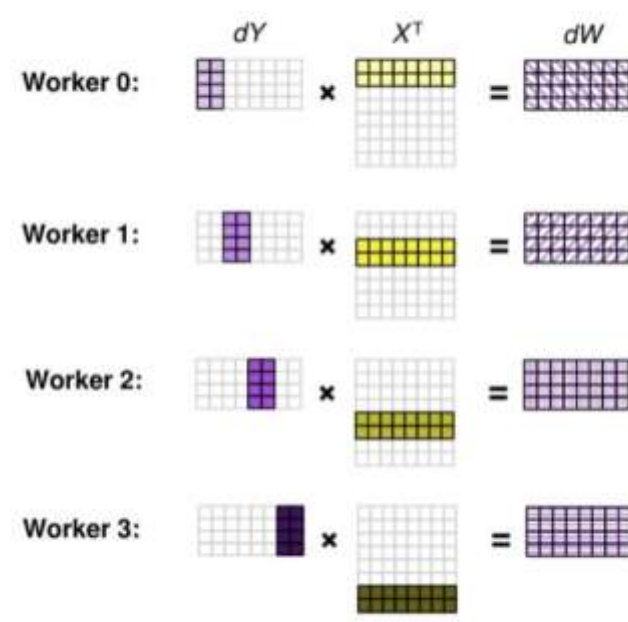 dY Xᵀ dW
Worker 0: × =
Worker 1: × =
Worker 2: × =
Worker 3: × =